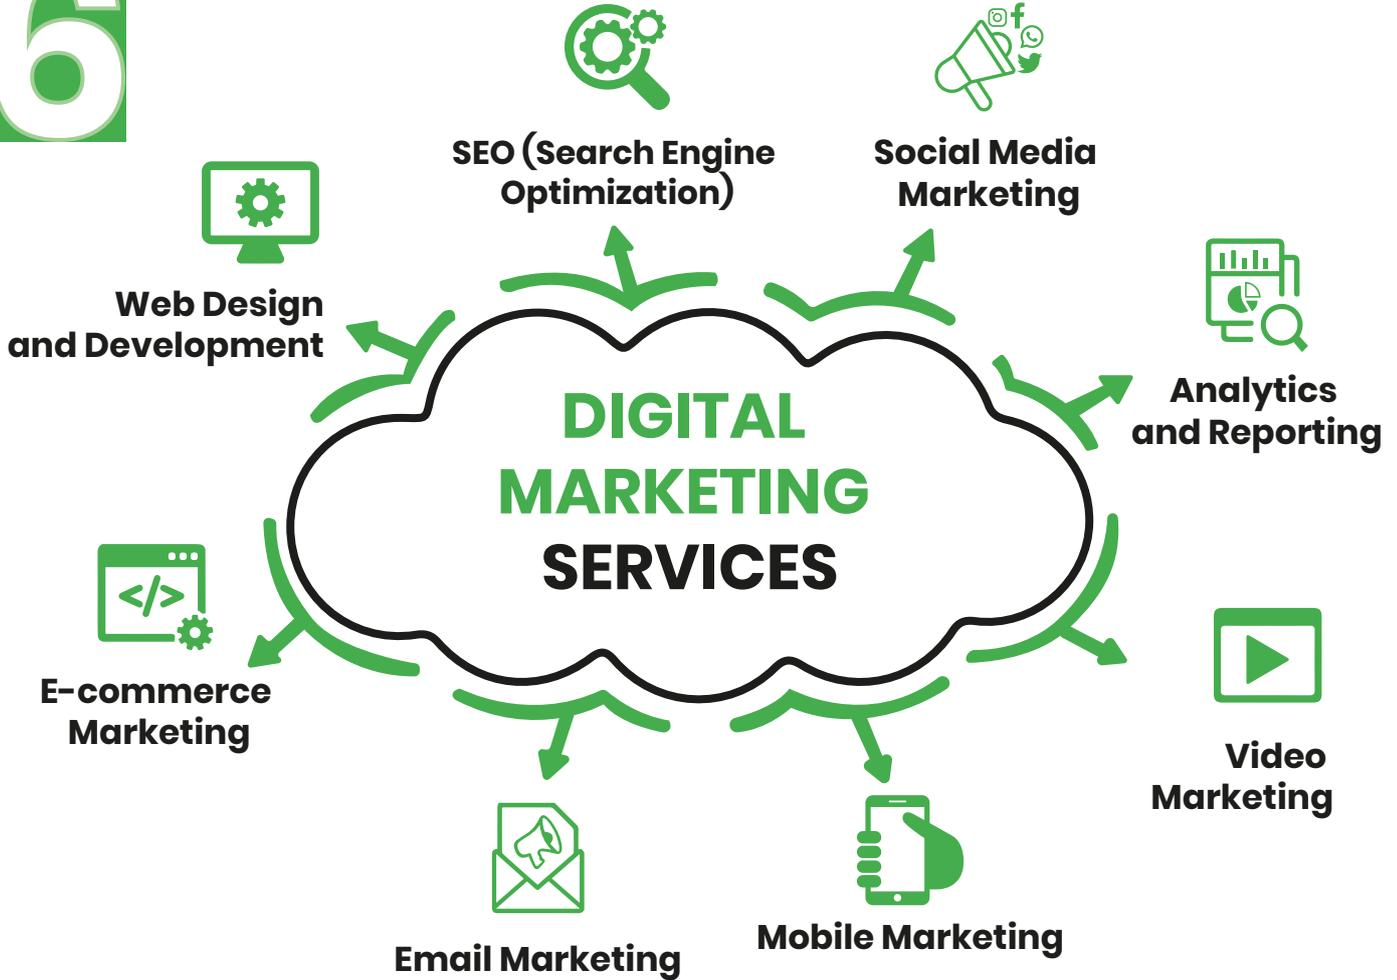 6
SEO (Search Engine
Optimization)
Social Media
Marketing
Web Design
and Development
Analytics
and Reporting
DIGITAL
MARKETING
SERVICES
</>
E-commerce
Marketing
Video
Marketing
Email Marketing
Mobile Marketing